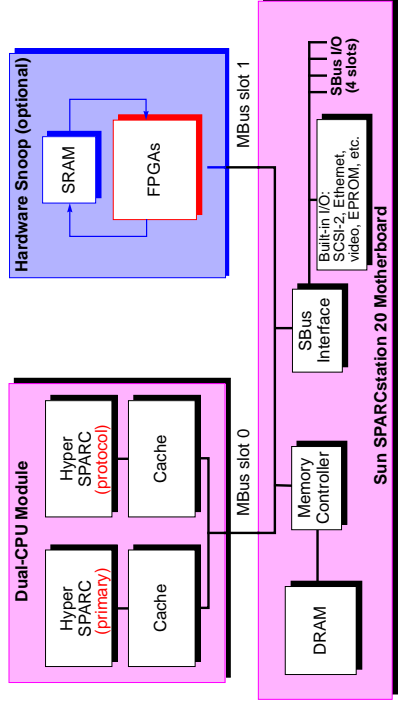 Dual-CPU Module
Hyper
SPARC
(primary)
Cache
Hyper
SPARC
(protocol)
Cache
Hardware Snoop (optional)
SRAM
FPGAs
MBus slot 0
MBus slot 1
DRAM
Memory
Controller
SBus
Interface
Built-in I/O:
SCSI-2, Ethernet,
video, EPROM, etc.
SBus I/O
(4 slots)
Sun SPARCstation 20 Motherboard